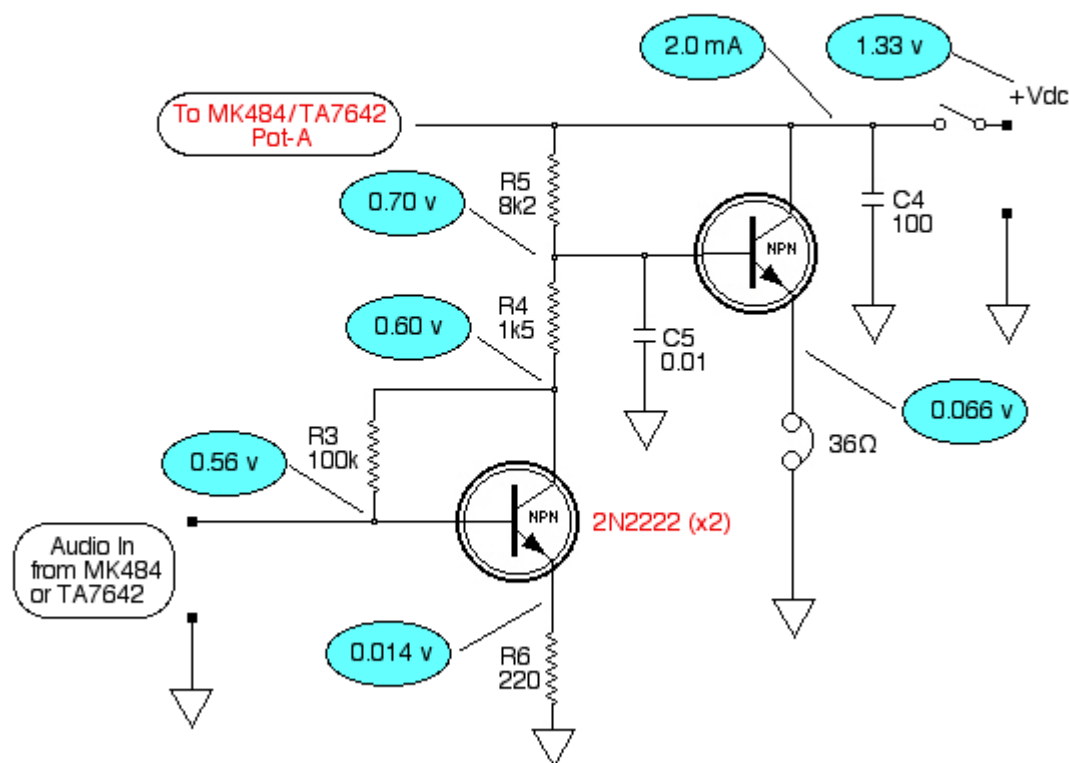 2.0 mA
1.33 v
+Vdc
To MK484/TA7642
Pot-A
R5
8k2
0.70 v
C4
100
NPN
R4
1k5
0.60 v
C5
0.01
0.066 v
R3
100k
36Ω
0.56 v
NPN
2N2222 (x2)
Audio In
from MK484
or TA7642
0.014 v
R6
220